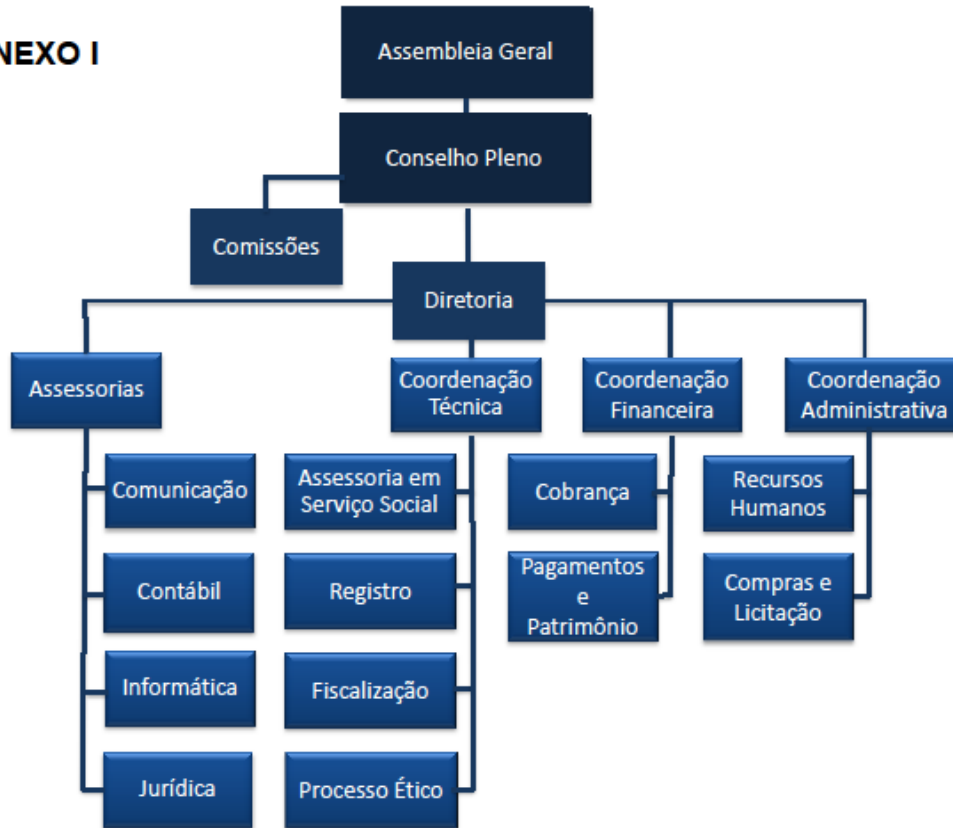 NEXO I
Assembleia Geral
Conselho Pleno
Comissões
Diretoria
Assessorias
Coordenação
Técnica
Coordenação
Financeira
Coordenação
Administrativa
Comunicação
Contábil
Informática
Jurídica
Assessoria em
Serviço Social
Registro
Fiscalização
Processo Ético
Cobrança
Pagamentos
e
Patrimônio
Recursos
Humanos
Compras e
Licitação